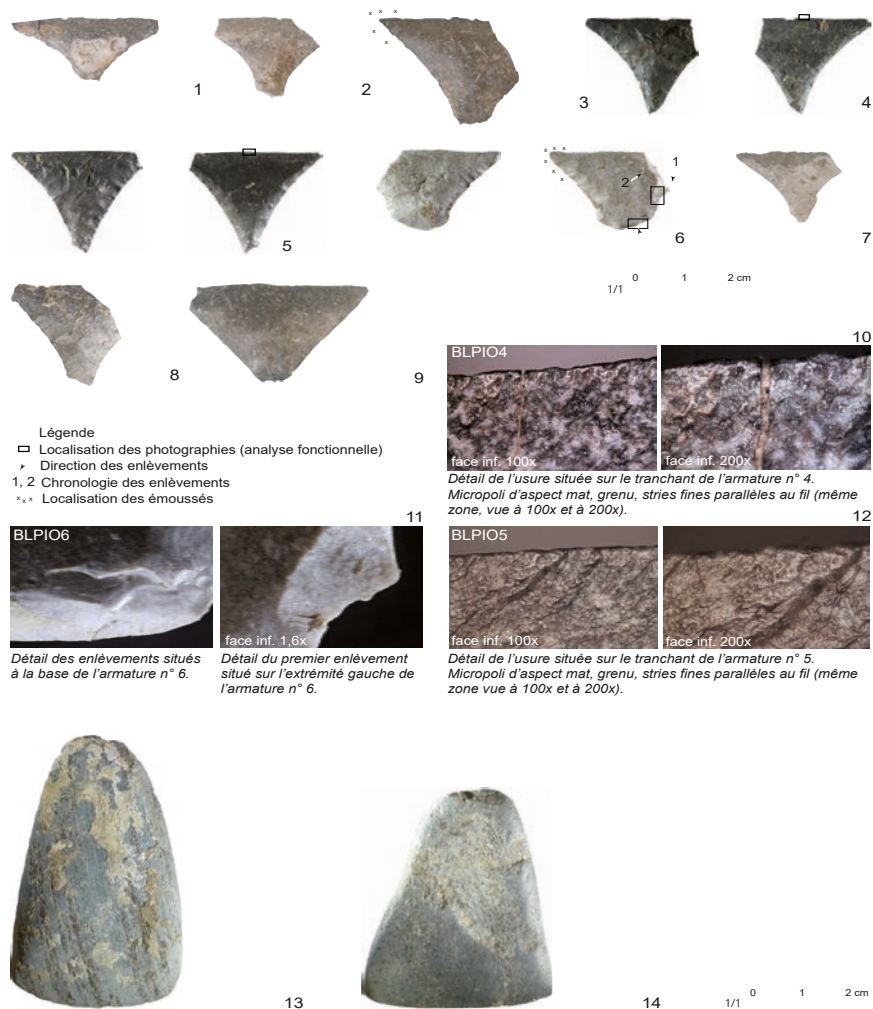 1
2
3
4
5
1
2
6
7
0 1 2 cm
1/1
8
9
10
Légende
Localisation des photographies (analyse fonctionnelle)
Direction des enlèvements
1, 2 Chronologie des enlèvements
x x x Localisation des émoussés
BLPIO4
face inf. 100x
face inf. 200x
Détail de l'usure située sur le tranchant de l'armature n° 4.
Micropoli d'aspect mat, grenu, stries fines parallèles au fil (même
zone, vue à 100x et à 200x).
11
BLPIO6
face inf. 1,6x
Détail des enlèvements situés
à la base de l'armature n° 6.
Détail du premier enlèvement
situé sur l'extrémité gauche de
l'armature n° 6.
12
BLPIO5
face inf. 100x
face inf. 200x
Détail de l'usure située sur le tranchant de l'armature n° 5.
Micropoli d'aspect mat, grenu, stries fines parallèles au fil (même
zone vue à 100x et à 200x).
13
14
0 1 2 cm
1/1